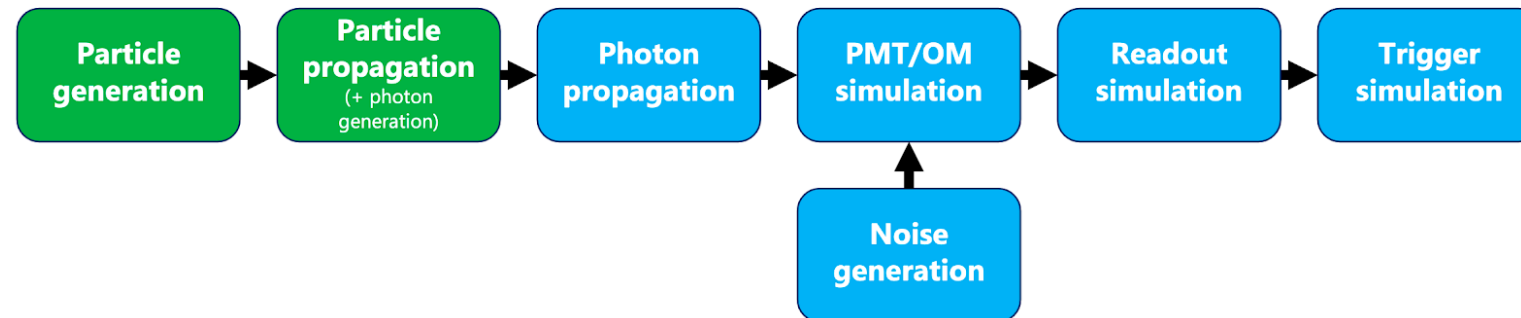 Particle
generation
Particle
propagation
(+ photon
generation)
Photon
propagation
PMT/OM
simulation
Readout
simulation
Trigger
simulation
Noise
generation